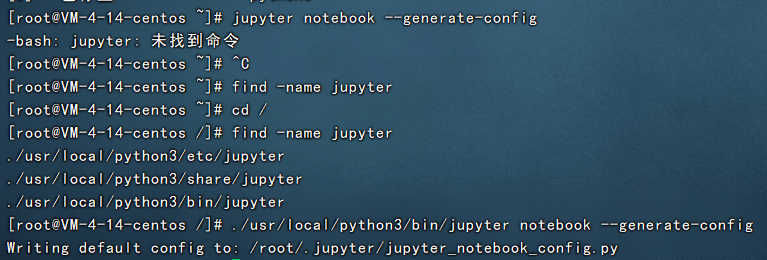 [root@VM-4-14-centos ~]# jupyter notebook --generate-config
-bash: jupyter: 未找到命令
[root@VM-4-14-centos ~]# ^C
[root@VM-4-14-centos ~]# find -name jupyter
[root@VM-4-14-centos ~]# cd /
[root@VM-4-14-centos /]# find -name jupyter
./usr/local/python3/etc/jupyter
./usr/local/python3/share/jupyter
./usr/local/python3/bin/jupyter
[root@VM-4-14-centos /]# ./usr/local/python3/bin/jupyter notebook --generate-config
Writing default config to: /root/.jupyter/jupyter_notebook_config.py